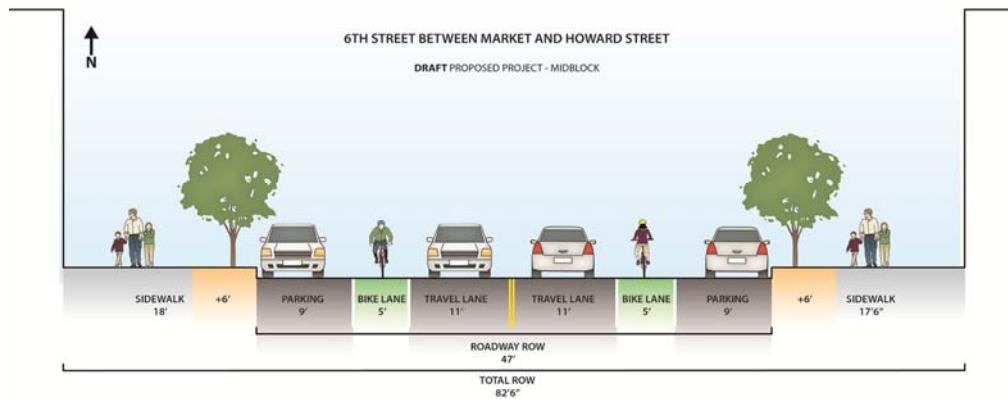 6TH STREET BETWEEN MARKET AND HOWARD STREET
N
DRAFT PROPOSED PROJECT - MIDBLOCK
SIDEWALK
18'
+6'
PARKING
9'
BIKE LANE
5'
TRAVEL LANE
11'
TRAVEL LANE
11'
BIKE LANE
5'
PARKING
9'
+6'
SIDEWALK
17'6"
ROADWAY ROW
47'
TOTAL ROW
82'6"